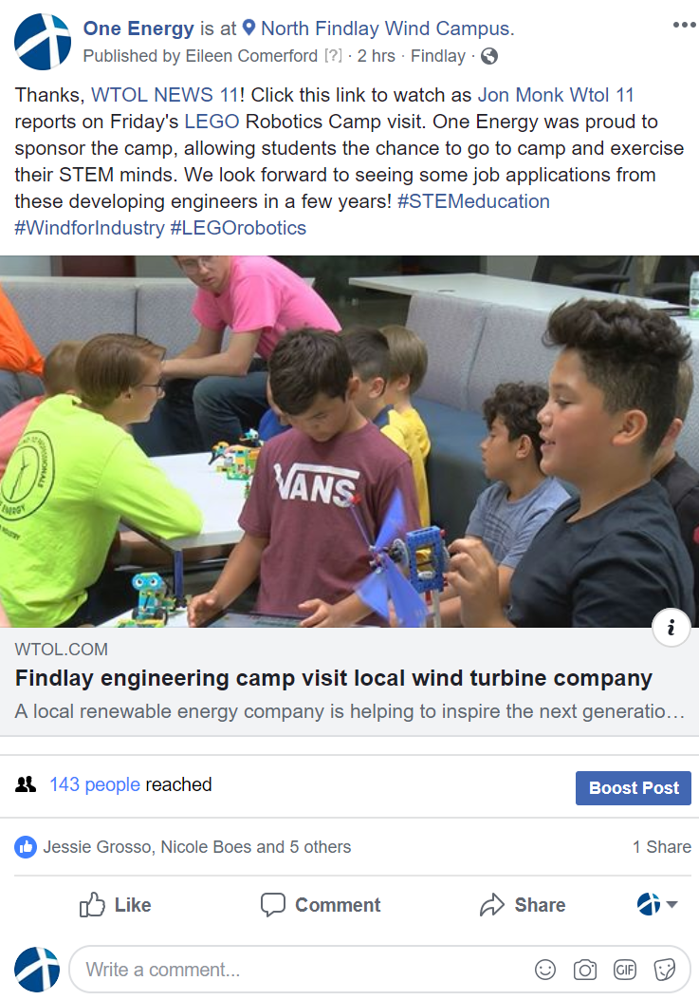 One Energy is at North Findlay Wind Campus.
Published by Eileen Comerford [?] · 2 hrs · Findlay ·
Thanks, WTOL NEWS 11! Click this link to watch as Jon Monk Wtol 11
reports on Friday's LEGO Robotics Camp visit. One Energy was proud to
sponsor the camp, allowing students the chance to go to camp and exercise
their STEM minds. We look forward to seeing some job applications from
these developing engineers in a few years! #STEMeducation
#WindforIndustry #LEGOrobotics
VANS
ENERGY
i
WTOL.COM
Findlay engineering camp visit local wind turbine company
A local renewable energy company is helping to inspire the next generatio...
143 people reached
Boost Post
Jessie Grosso, Nicole Boes and 5 others
1 Share
Like
Comment
Share
Write a comment...
GIF